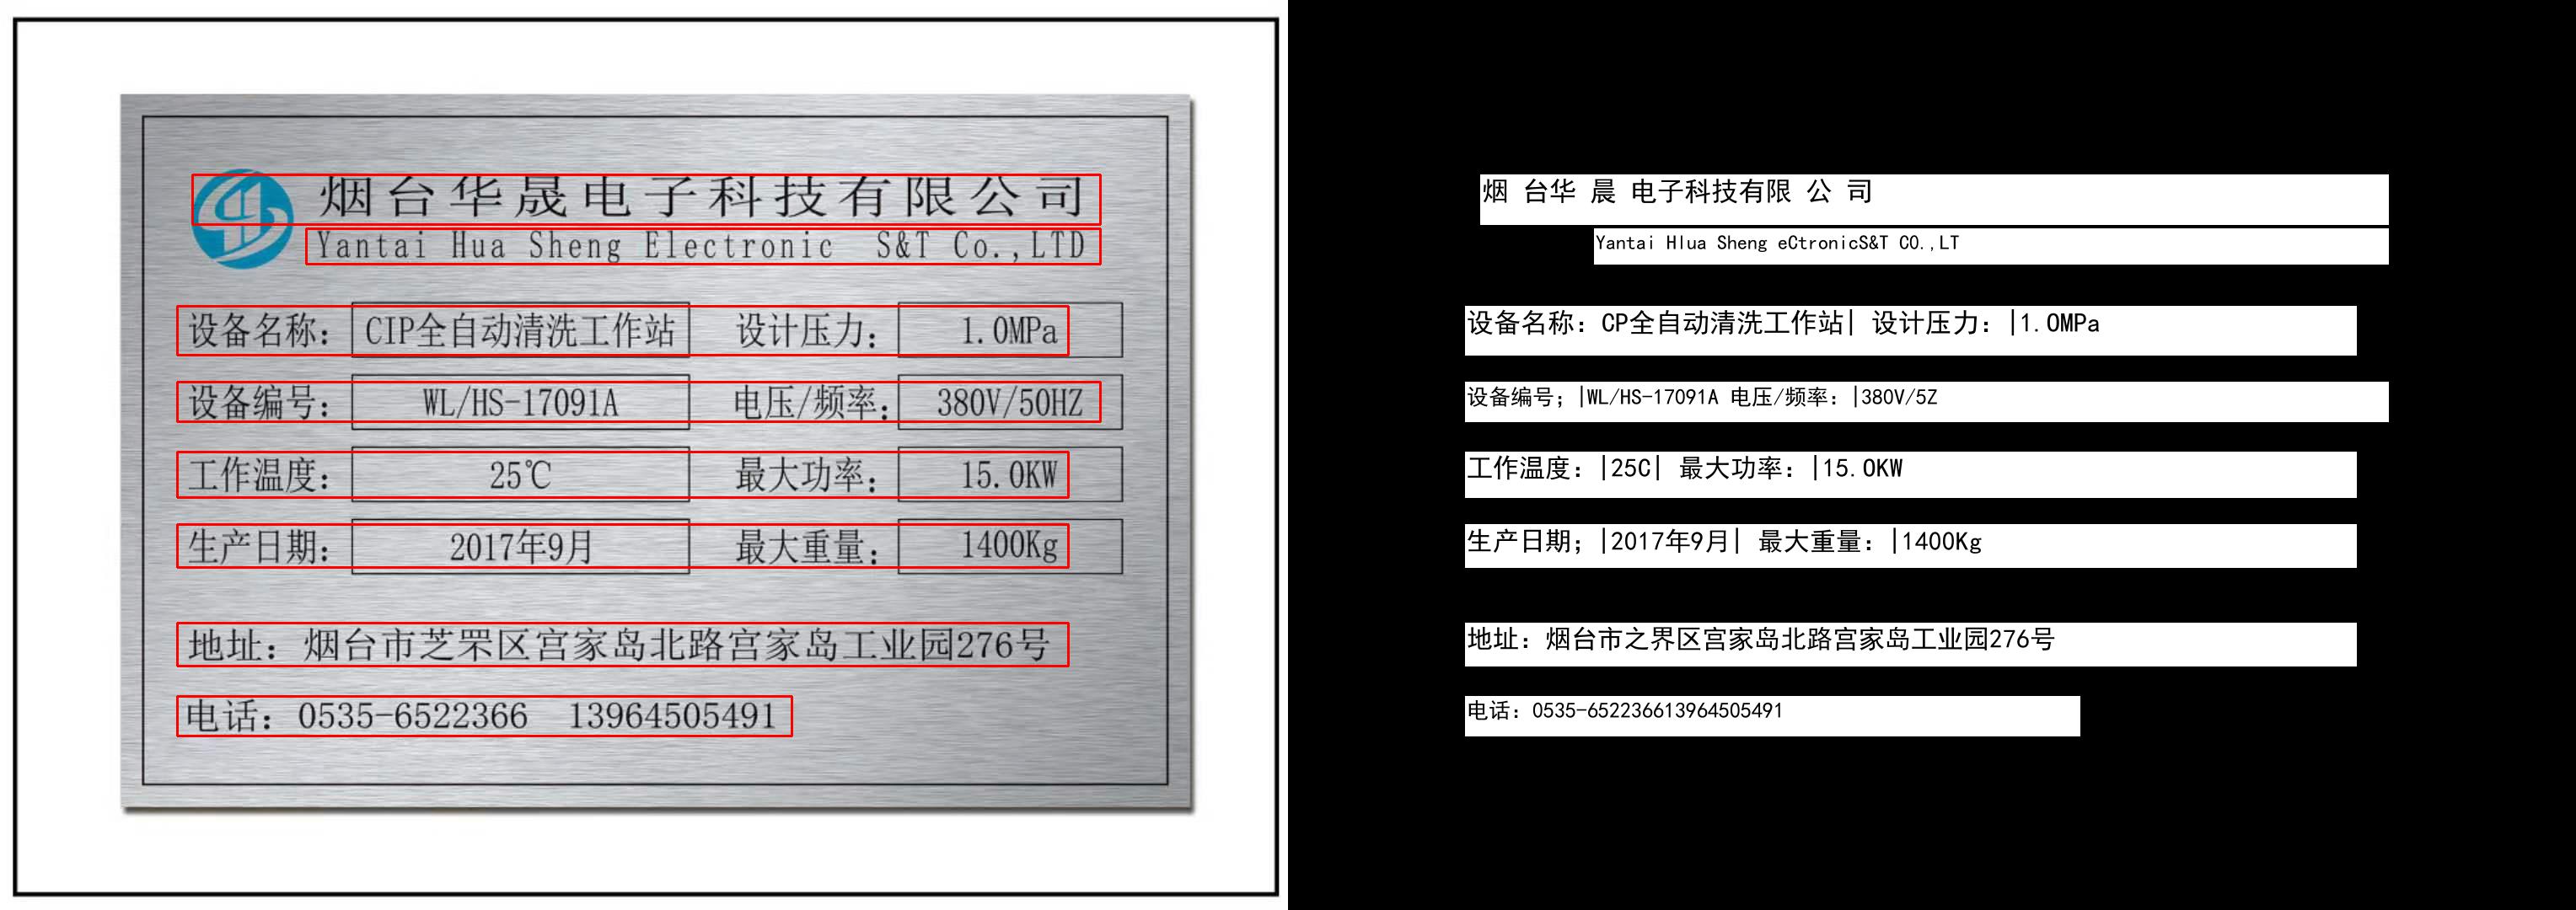 烟台华晟电子科技有限公司
Yantai Hua Sheng Electronic S&T Co.,LTD
设备名称： CIP全自动清洗工作站 设计压力： 1.0MPa
设备编号： WL/HS-17091A 电压/频率： 380V/50HZ
工作温度： 25℃ 最大功率： 15.0KW
生产日期： 2017年9月 最大重量： 1400Kg
地址：烟台市芝罘区宫家岛北路宫家岛工业园276号
电话：0535-6522366 13964505491
烟 台华 晨 电子科技有限 公 司
Yantai Hlua Sheng eCtronicS&T CO.,LT
设备名称：CP全自动清洗工作站| 设计压力：|1.0MPa
设备编号；|WL/HS-17091A 电压/频率：|380V/5Z
工作温度：|25C| 最大功率：|15.0KW
生产日期；|2017年9月| 最大重量：|1400Kg
地址：烟台市之界区宫家岛北路宫家岛工业园276号
电话：0535-652236613964505491